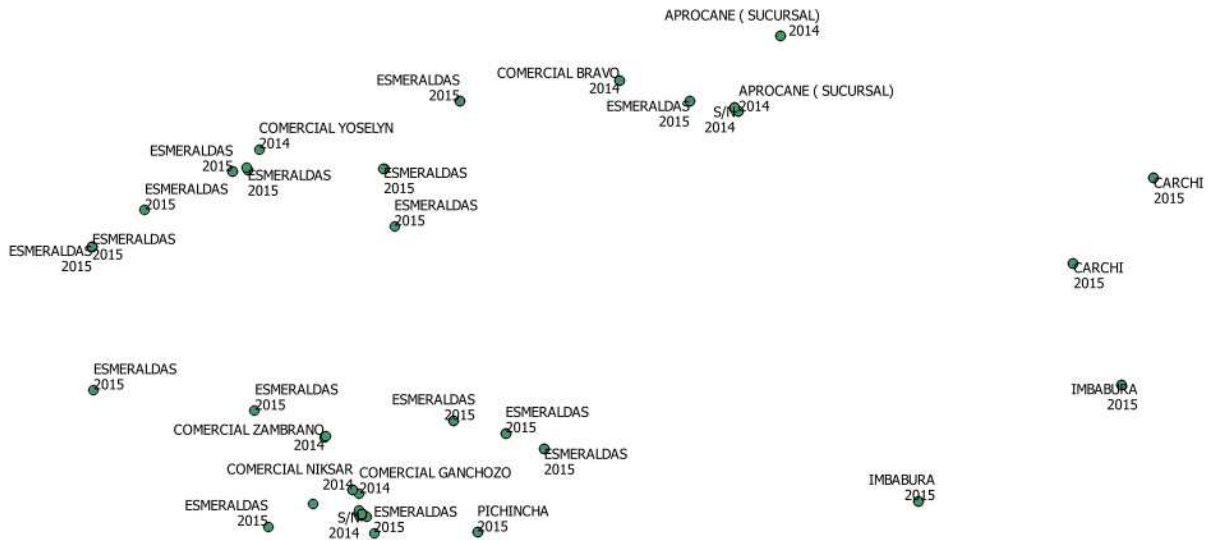 APROCANE ( SUCURSAL)
2014
ESMERALDAS
2015
COMERCIAL BRAVO
2014
ESMERALDAS
2015
APROCANE ( SUCURSAL)
2014
S/N
2014
COMERCIAL YOSELYN
2014
ESMERALDAS
2015
ESMERALDAS
2015
ESMERALDAS
2015
CARCHI
2015
ESMERALDAS
2015
ESMERALDAS
2015
ESMERALDAS
2015
ESMERALDAS
2015
CARCHI
2015
ESMERALDAS
2015
ESMERALDAS
2015
ESMERALDAS
2015
ESMERALDAS
2015
IMBABURA
2015
COMERCIAL ZAMBRANO
2014
ESMERALDAS
2015
COMERCIAL NIKSAR
2014
COMERCIAL GANCHOZO
2014
IMBABURA
2015
ESMERALDAS
2015
S/N
2014
ESMERALDAS
2015
PICHINCHA
2015